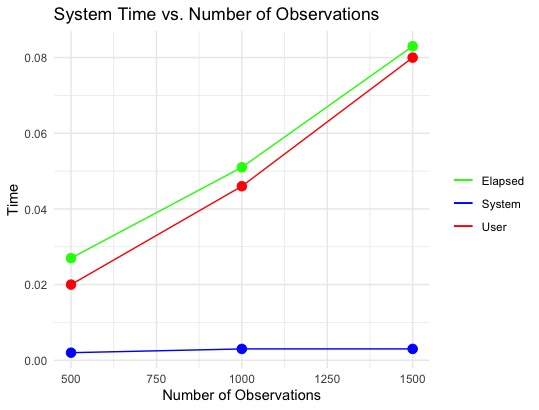 System Time vs. Number of Observations
Time
0.08
0.06
0.04
0.02
0.00
500 750 1000 1250 1500
Number of Observations
Elapsed
System
User